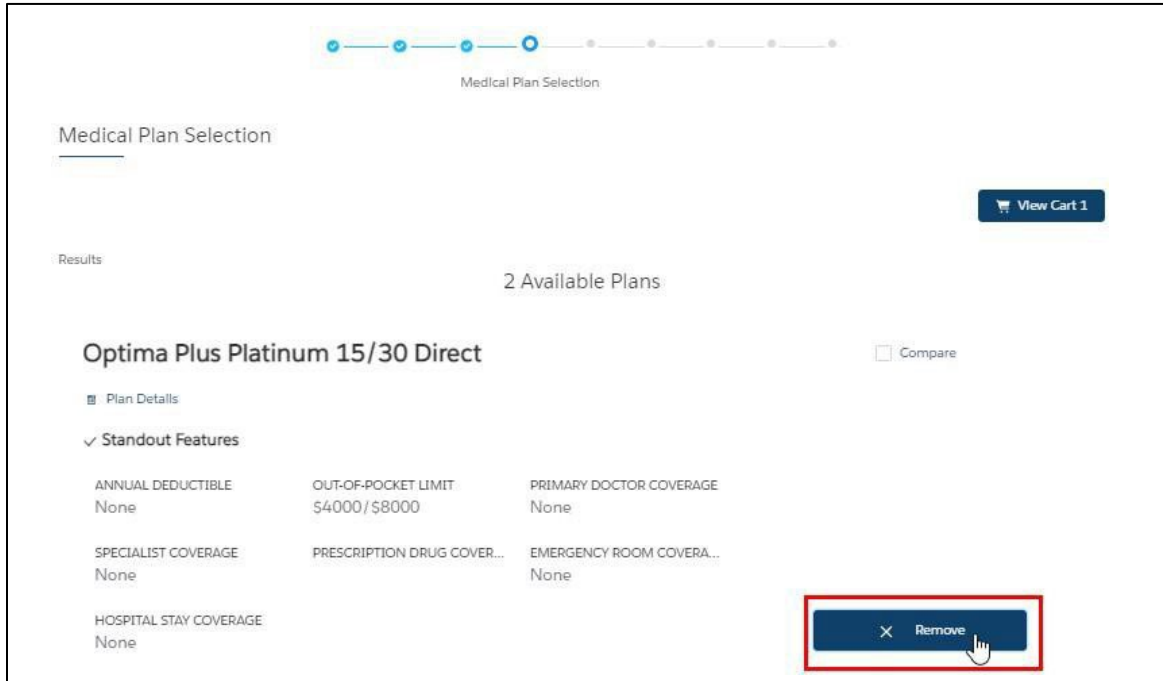 Medical Plan Selection
Medical Plan Selection
View Cart 1
Results
2 Available Plans
Optima Plus Platinum 15/30 Direct
Compare
Plan Details
Standout Features
ANNUAL DEDUCTIBLE OUT-OF-POCKET LIMIT PRIMARY DOCTOR COVERAGE
None $4000/$8000 None
SPECIALIST COVERAGE PRESCRIPTION DRUG COVER... EMERGENCY ROOM COVERA...
None None
HOSPITAL STAY COVERAGE
None
Remove